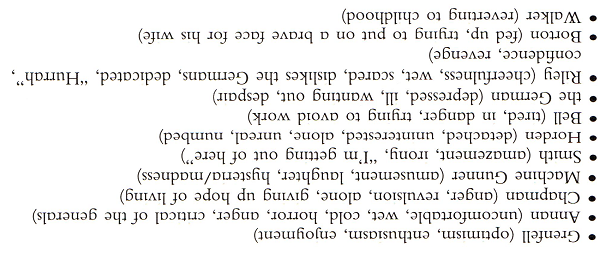 • Grenfell (optimism, enthusiasm, enjoyment)
• Annan (uncomfortable, wet, cold, horror, anger, critical of the generals)
• Chapman (anger, revulsion, alone, giving up hope of living)
• Machine Gunner (amusement, laughter, hysteria/madness)
• Smith (amazement, irony, “I’m getting out of here”)
• Horden (detached, uninterested, alone, unreal, numbed)
• Bell (tired, in danger, trying to avoid work)
• the German (depressed, ill, wanting out, despair)
• Riley (cheerfulness, wet, scared, dislikes the Germans, dedicated, “Hurrah”,
confidence, revenge)
• Borton (fed up, trying to put on a brave face for his wife)
• Walker (reverting to childhood)